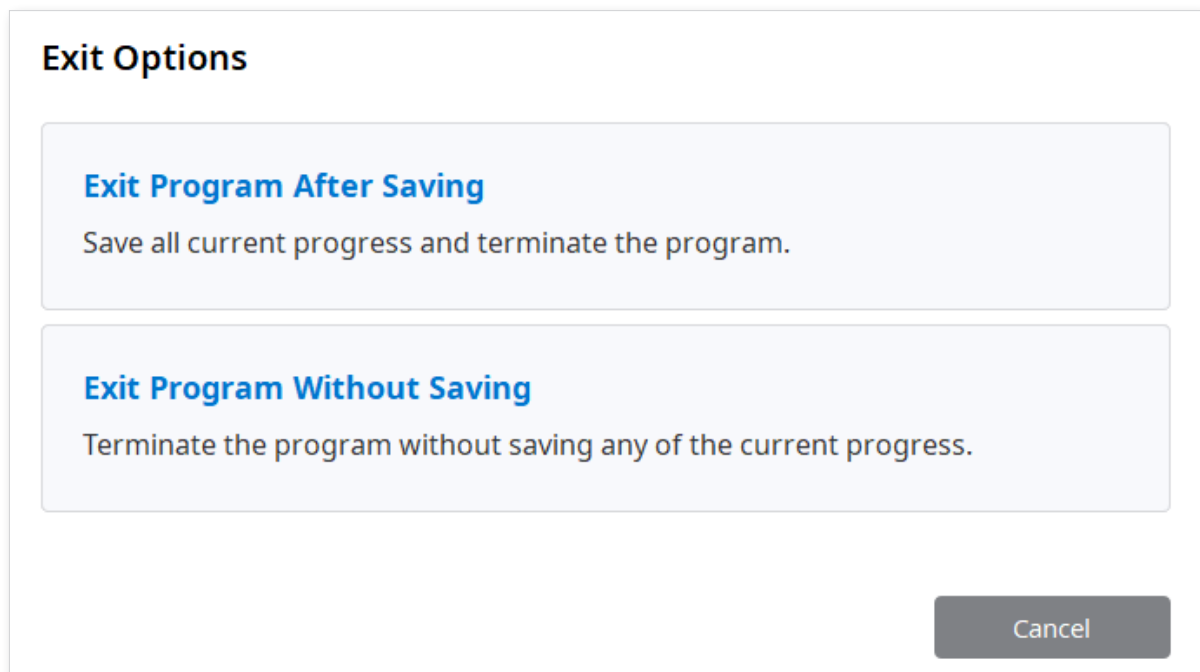 Exit Options
Exit Program After Saving
Save all current progress and terminate the program.
Exit Program Without Saving
Terminate the program without saving any of the current progress.
Cancel